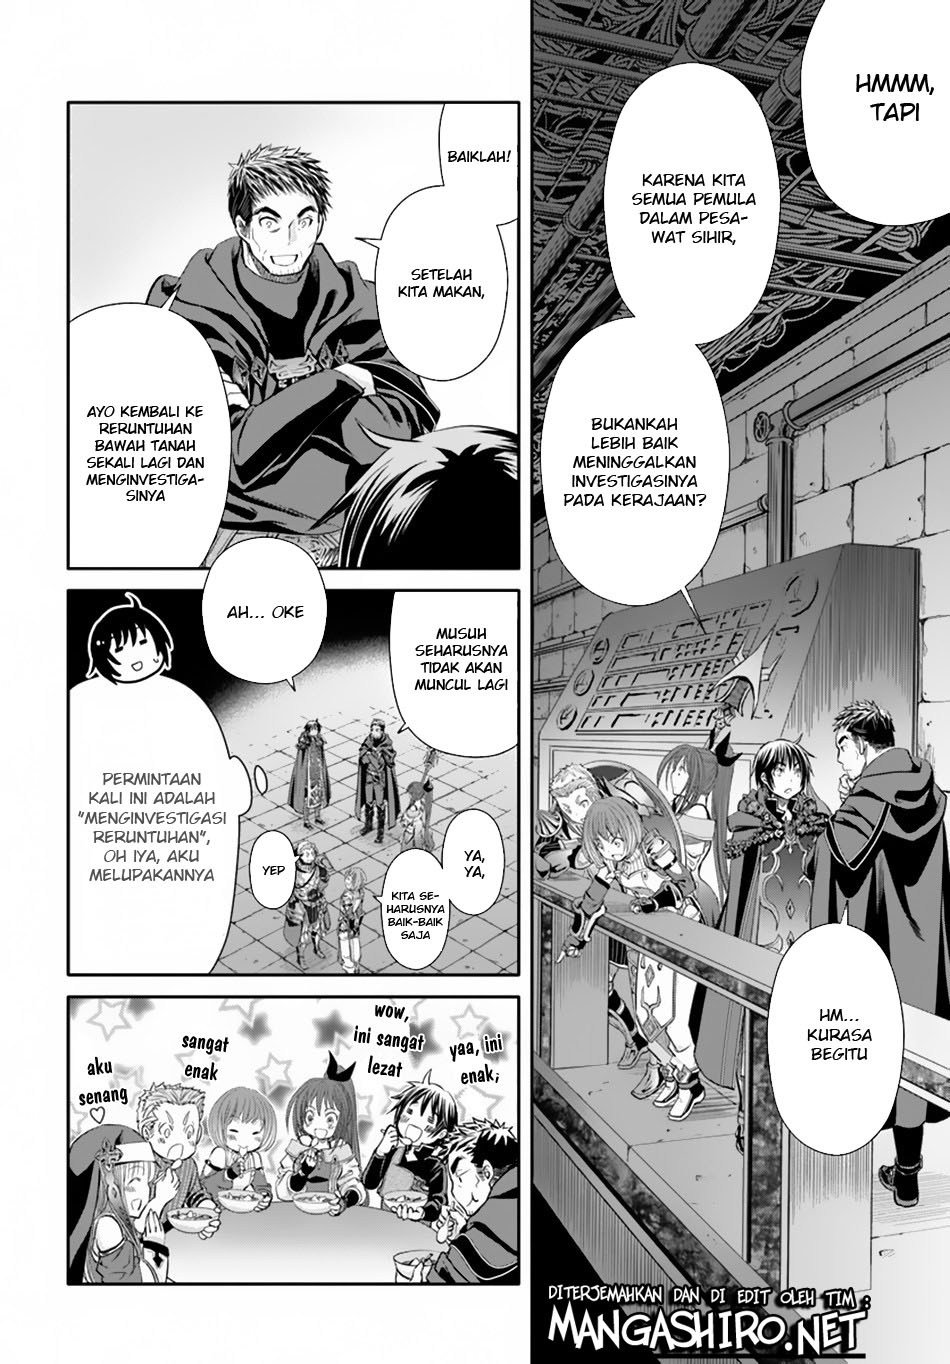 HMMM,
TAPI
KARENA KITA
SEMUA PEMULA
DALAM PESA-
WAT SIHIR,
BUKANKAH
LEBIH BAIK
MENINGGALKAN
INVESTIGASINYA
PADA KERAJAAN?
HM...
KURASA
BEGITU
BAIKLAH!
SETELAH
KITA MAKAN,
AYO KEMBALI KE
RERUNTUHAN
BAWAH TANAH
SEKALI LAGI DAN
MENGINVESTIGA-
SINYA
MUSUH
SEHARUSNYA
TIDAK AKAN
MUNCUL LAGI
AH... OKE
YA,
YA,
KITA SE-
HARUSNYA
BAIK-BAIK
SAJA
YEP
PERMINTAAN
KALI INI ADALAH
"MENGINVESTIGASI
RERUNTUHAN",
OH IYA, AKU
MELUPAKANNYA
yaa, ini
enak;
wow,
ini sangat
lezat
sangat
enak
aku
senang
♡
DITERJEMAHKAN DAN DI EDIT OLEH TIM :
MANGASHIRO.NET